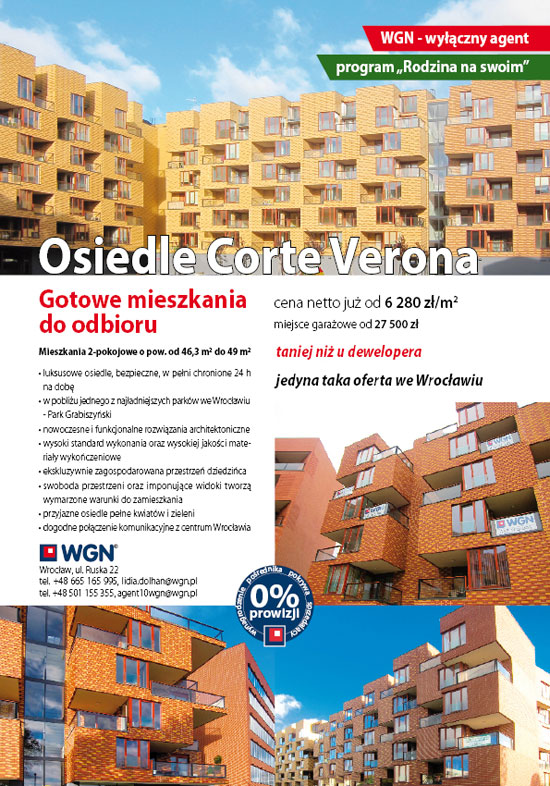 WGN - wyłączny agent
program „Rodzina na swoim”
Osiedle Corte Verona
Gotowe mieszkania
do odbioru
Mieszkania 2-pokojowe o pow. od 46,3 m² do 49 m²
• luksusowe osiedle, bezpieczne, w pełni chronione 24 h
na dobę
• w pobliżu jednego z najładniejszych parków we Wrocławiu
- Park Grabiszyński
• nowoczesne i funkcjonalne rozwiązania architektoniczne
• wysoki standard wykonania oraz wysokiej jakości mate-
riały wykończeniowe
• ekskluzywnie zagospodarowana przestrzeń dziedzińca
• swoboda przestrzeni oraz imponujące widoki tworzą
wymarzone warunki do zamieszkania
• przyjazne osiedle pełne kwiatów i zieleni
• dogodne połączenie komunikacyjne z centrum Wrocławia
cena netto już od 6 280 zł/m²
miejsce garażowe od 27 500 zł
taniej niż u dewelopera
jedyna taka oferta we Wrocławiu
WGN
WGN®
Wrocław, ul. Ruska 22
tel. +48 665 165 995, lidia.dolhan@wgn.pl
tel. +48 501 155 355, agent10wgn@wgn.pl
wynagrodzenie pośrednika pokrywa sprzedający
0%
prowizji